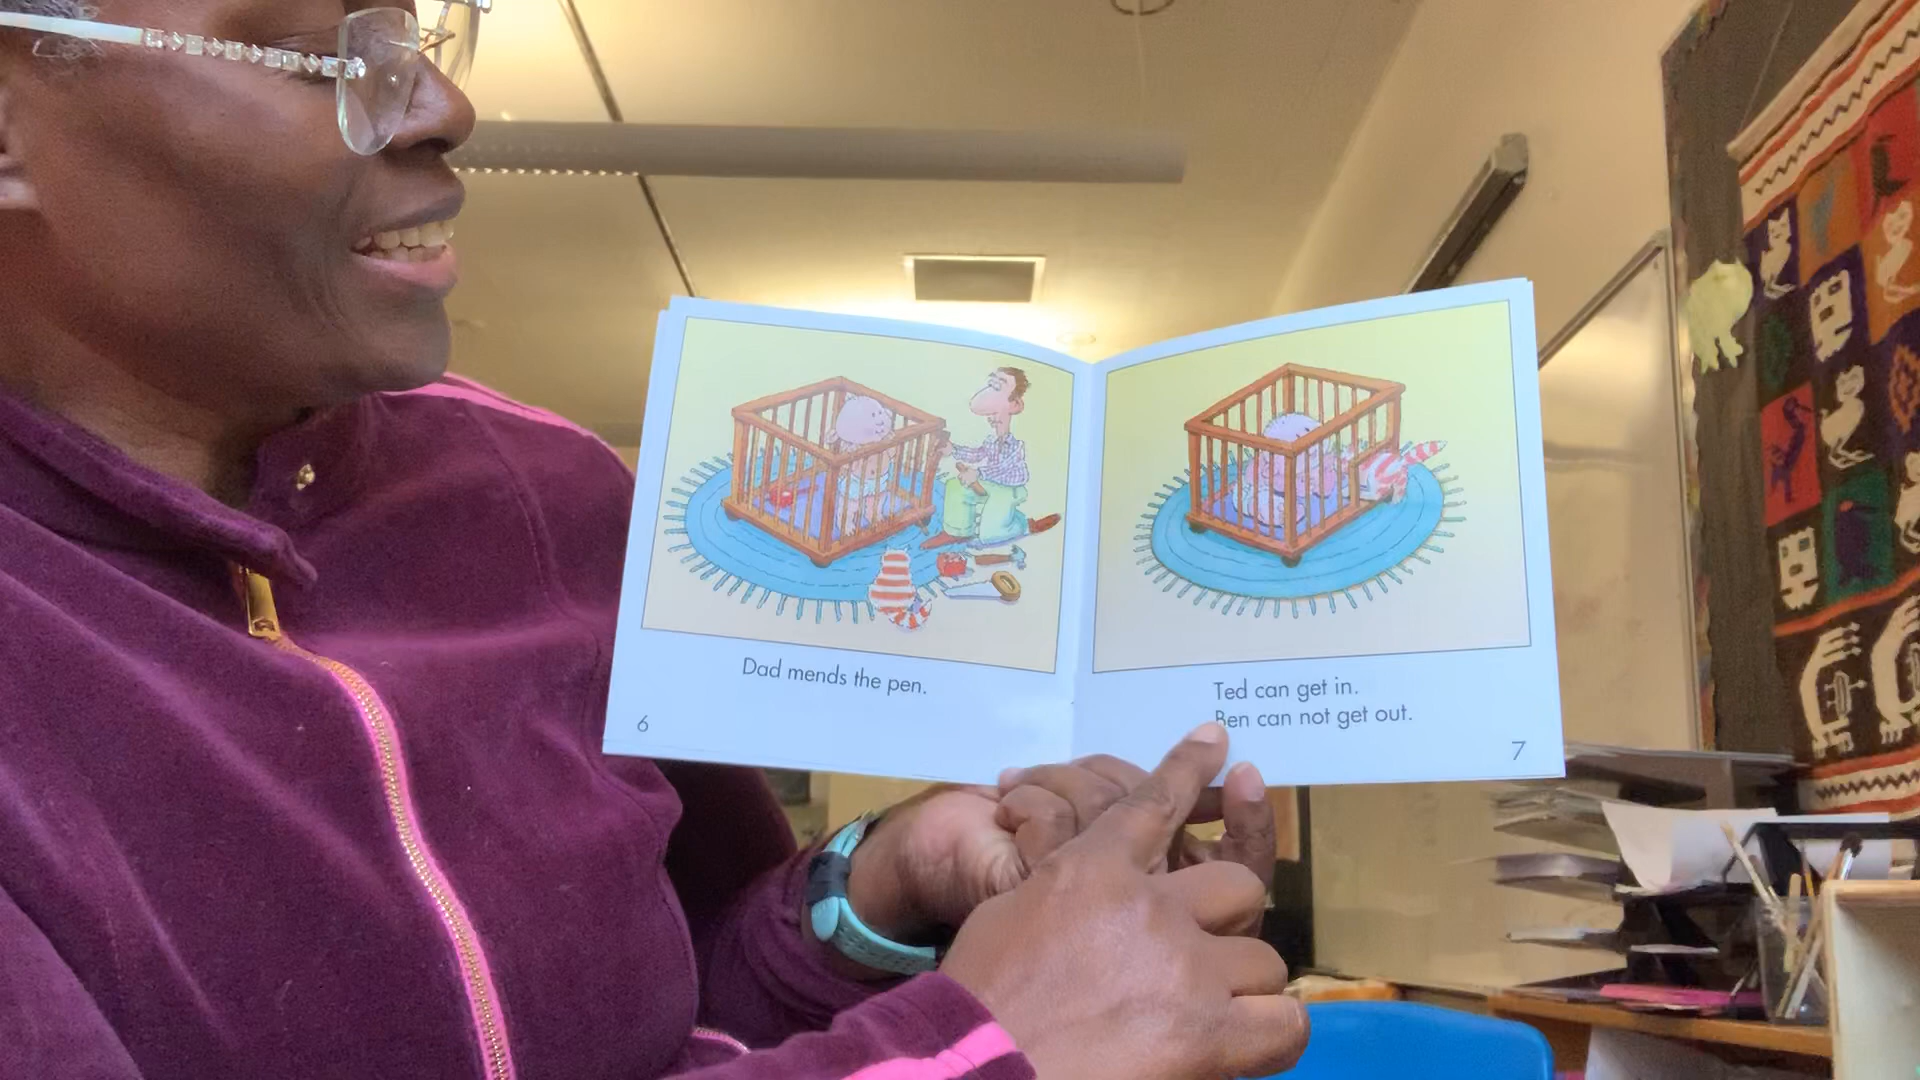 Dad mends the pen.
6
Ted can get in.
Ben can not get out.
7